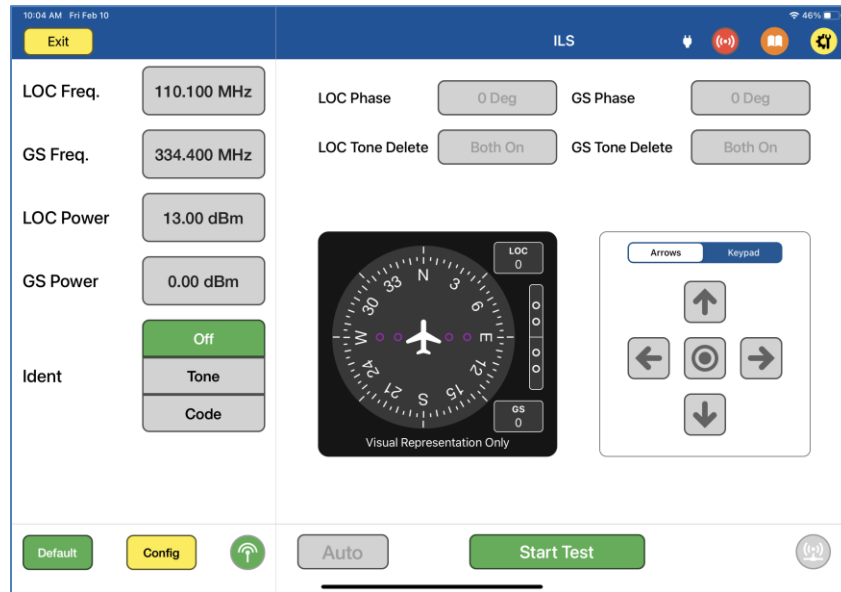 10:04 AM Fri Feb 10
46%
Exit
ILS
LOC Freq.
110.100 MHz
GS Freq.
334.400 MHz
LOC Power
13.00 dBm
GS Power
0.00 dBm
Ident
Off
Tone
Code
LOC Phase
0 Deg
GS Phase
0 Deg
LOC Tone Delete
Both On
GS Tone Delete
Both On
LOC
0
N
3
6
E
12
15
S
21
24
W
30
33
GS
0
Visual Representation Only
Arrows
Keypad
Default
Config
Auto
Start Test